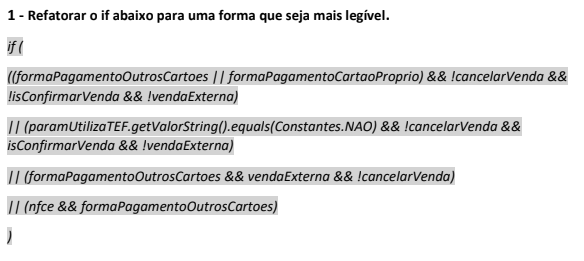 1 - Refatorar o if abaixo para uma forma que seja mais legível.
if (
((formaPagamentoOutrosCartoes || formaPagamentoCartaoProprio) && !cancelarVenda &&
!isConfirmarVenda && !vendaExterna)
|| (paramUtilizaTEF.getValorString().equals(Constantes.NAO) && !cancelarVenda &&
isConfirmarVenda && !vendaExterna)
|| (formaPagamentoOutrosCartoes && vendaExterna && !cancelarVenda)
|| (nfce && formaPagamentoOutrosCartoes)
)